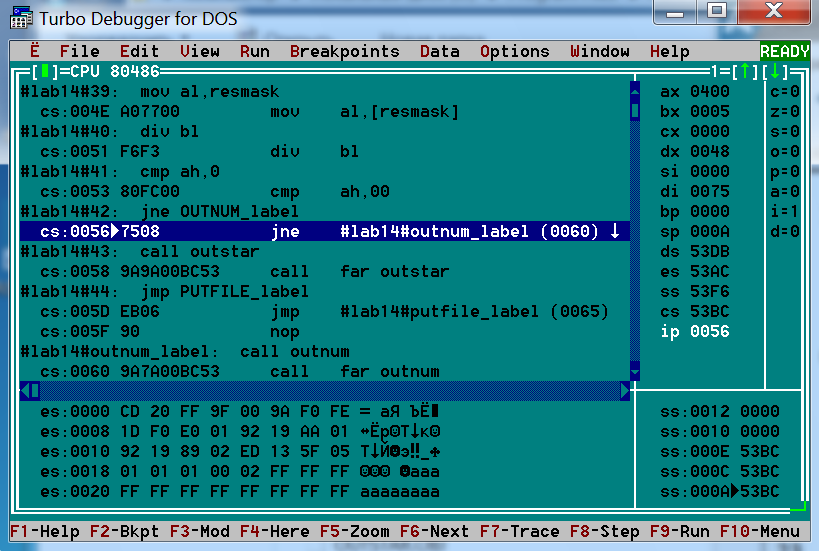 Turbo Debugger for DOS
Ё File Edit View Run Breakpoints Data Options Window Help READY
[▮]=CPU 80486 1=[↑][↓]
#lab14#39: mov al,resmask
cs:004E A07700 mov al,[resmask]
#lab14#40: div bl
cs:0051 F6F3 div bl
#lab14#41: cmp ah,0
cs:0053 80FC00 cmp ah,00
#lab14#42: jne OUTNUM_label
cs:0056▶7508 jne #lab14#outnum_label (0060) ↓
#lab14#43: call outstar
cs:0058 9A9A00BC53 call far outstar
#lab14#44: jmp PUTFILE_label
cs:005D EB06 jmp #lab14#putfile_label (0065)
cs:005F 90 nop
#lab14#outnum_label: call outnum
cs:0060 9A7A00BC53 call far outnum
ax 0400 c=0
bx 0005 z=0
cx 0000 s=0
dx 0048 o=0
si 0000 p=0
di 0075 a=0
bp 0000 i=1
sp 000A d=0
ds 53DB
es 53AC
ss 53F6
cs 53BC
ip 0056
es:0000 CD 20 FF 9F 00 9A F0 FE = аЯ ЪЁ■
es:0008 1D F0 E0 01 92 19 AA 01 ↔Ёр☺Т↓к☺
es:0010 92 19 89 02 ED 13 5F 05 Т↓Й☻э‼_♣
es:0018 01 01 01 00 02 FF FF FF ☺☺☺ ☻aaa
es:0020 FF FF FF FF FF FF FF FF aaaaaaaa
ss:0012 0000
ss:0010 0000
ss:000E 53BC
ss:000C 53BC
ss:000A▶53BC
F1-Help F2-Bkpt F3-Mod F4-Here F5-Zoom F6-Next F7-Trace F8-Step F9-Run F10-Menu